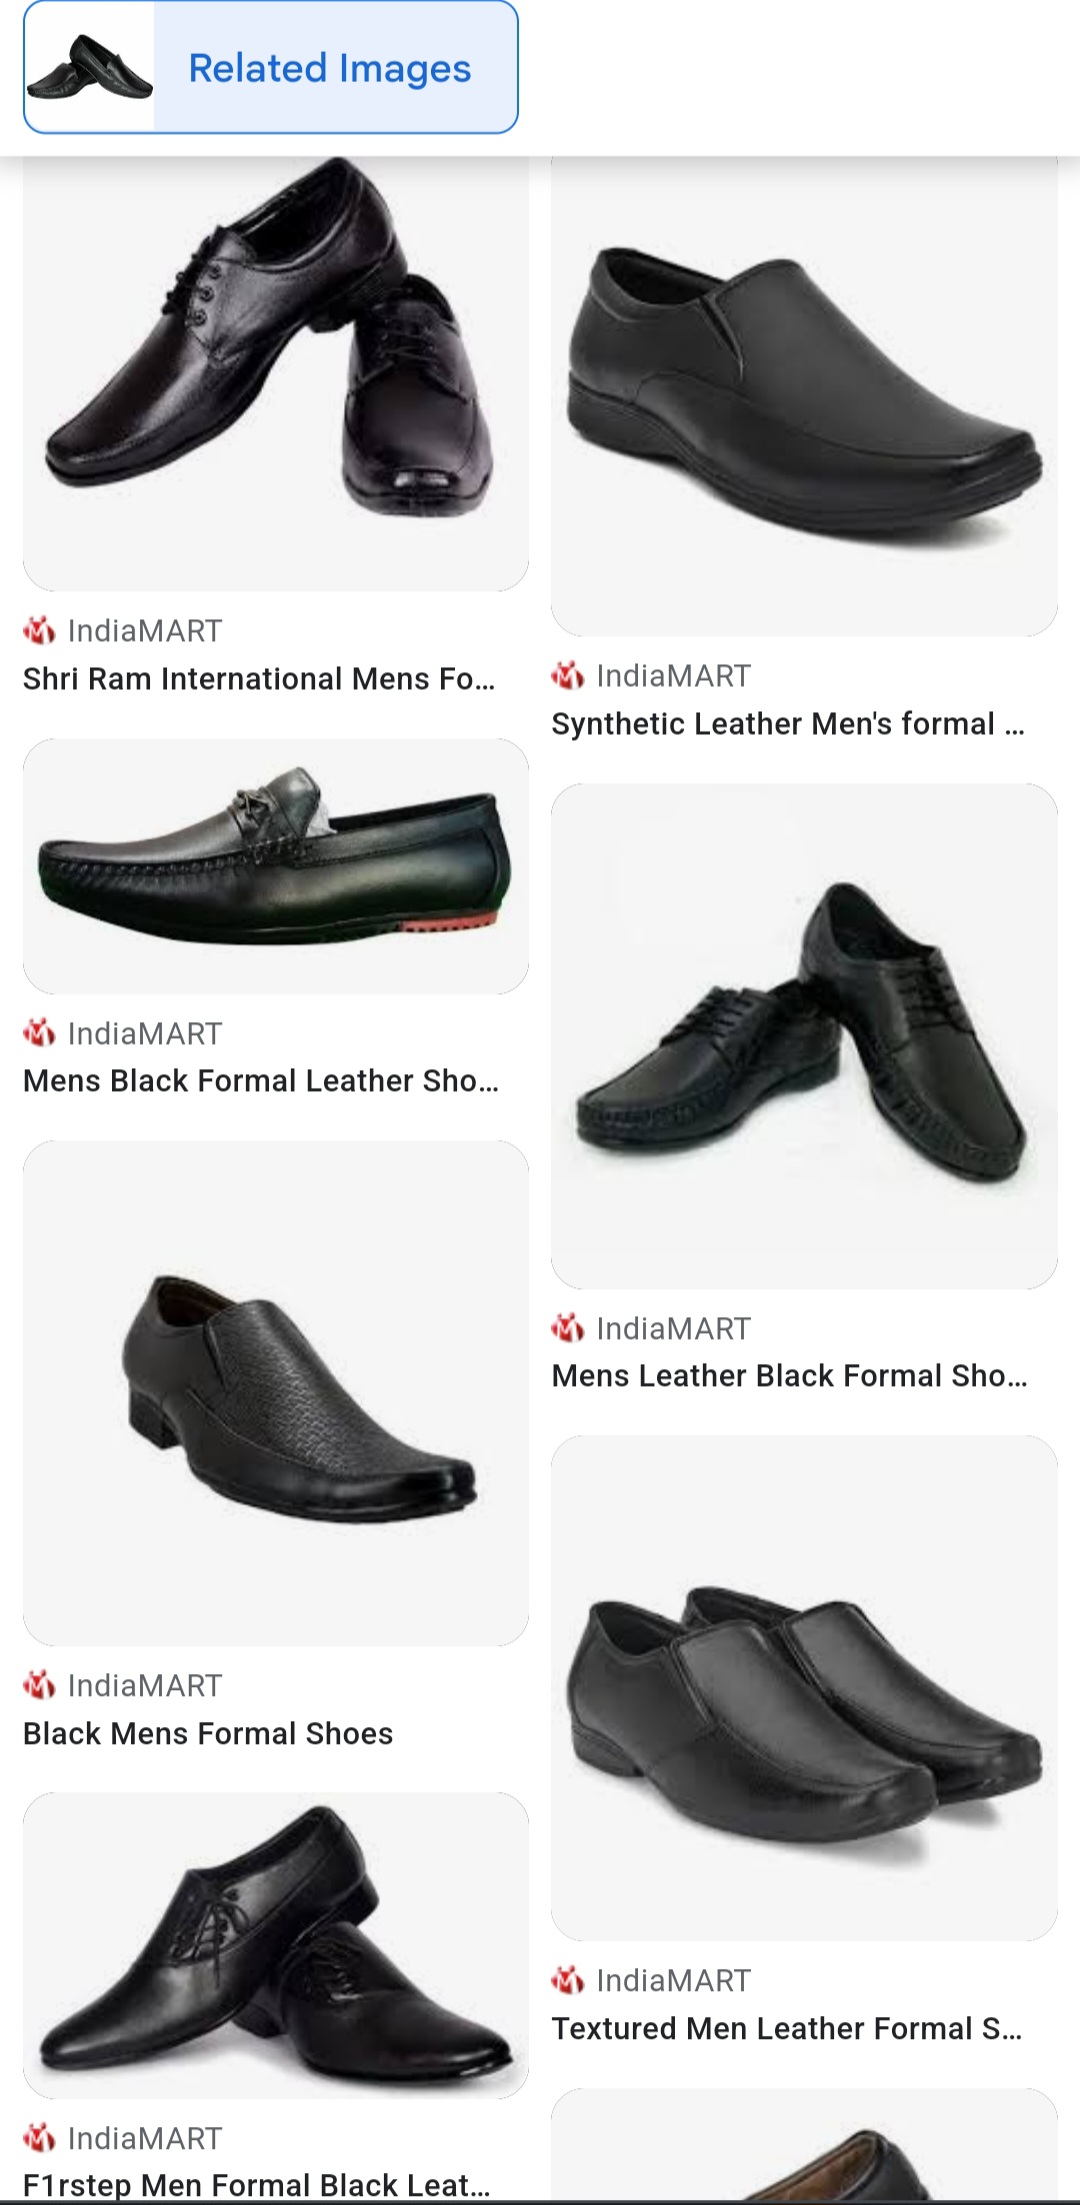 Related Images
IndiaMART
Shri Ram International Mens Fo...
IndiaMART
Synthetic Leather Men's formal ...
IndiaMART
Mens Black Formal Leather Sho...
IndiaMART
Mens Leather Black Formal Sho...
IndiaMART
Black Mens Formal Shoes
IndiaMART
Textured Men Leather Formal S...
IndiaMART
F1rstep Men Formal Black Leat...